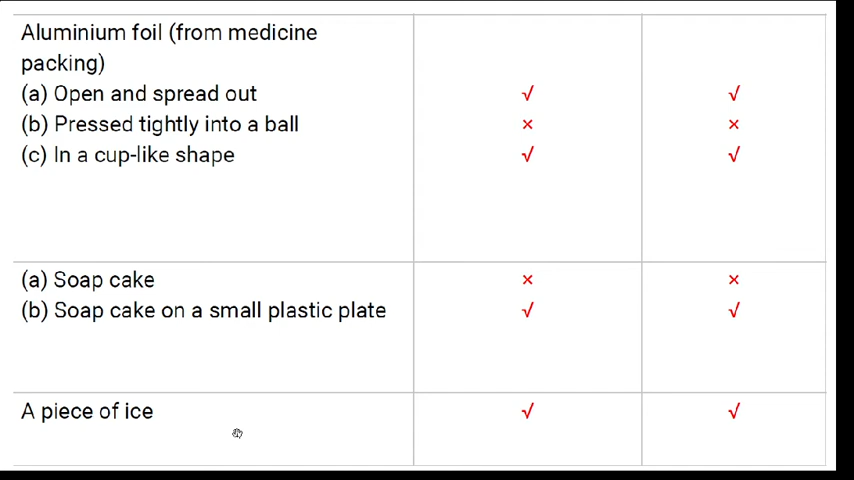 Aluminium foil (from medicine
packing)
(a) Open and spread out √ √
(b) Pressed tightly into a ball × ×
(c) In a cup-like shape √ √
(a) Soap cake × ×
(b) Soap cake on a small plastic plate √ √
A piece of ice √ √